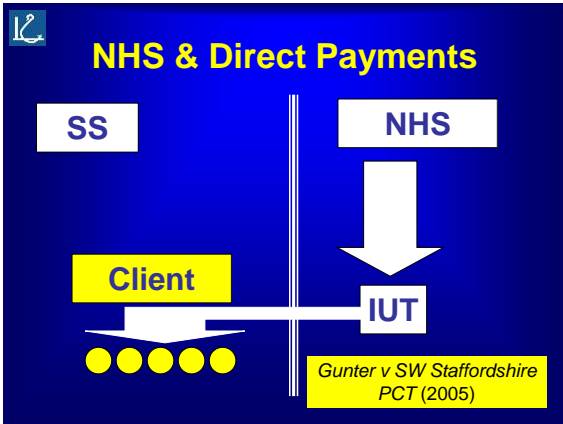 NHS & Direct Payments
SS
NHS
Client
IUT
Gunter v SW Staffordshire
PCT (2005)